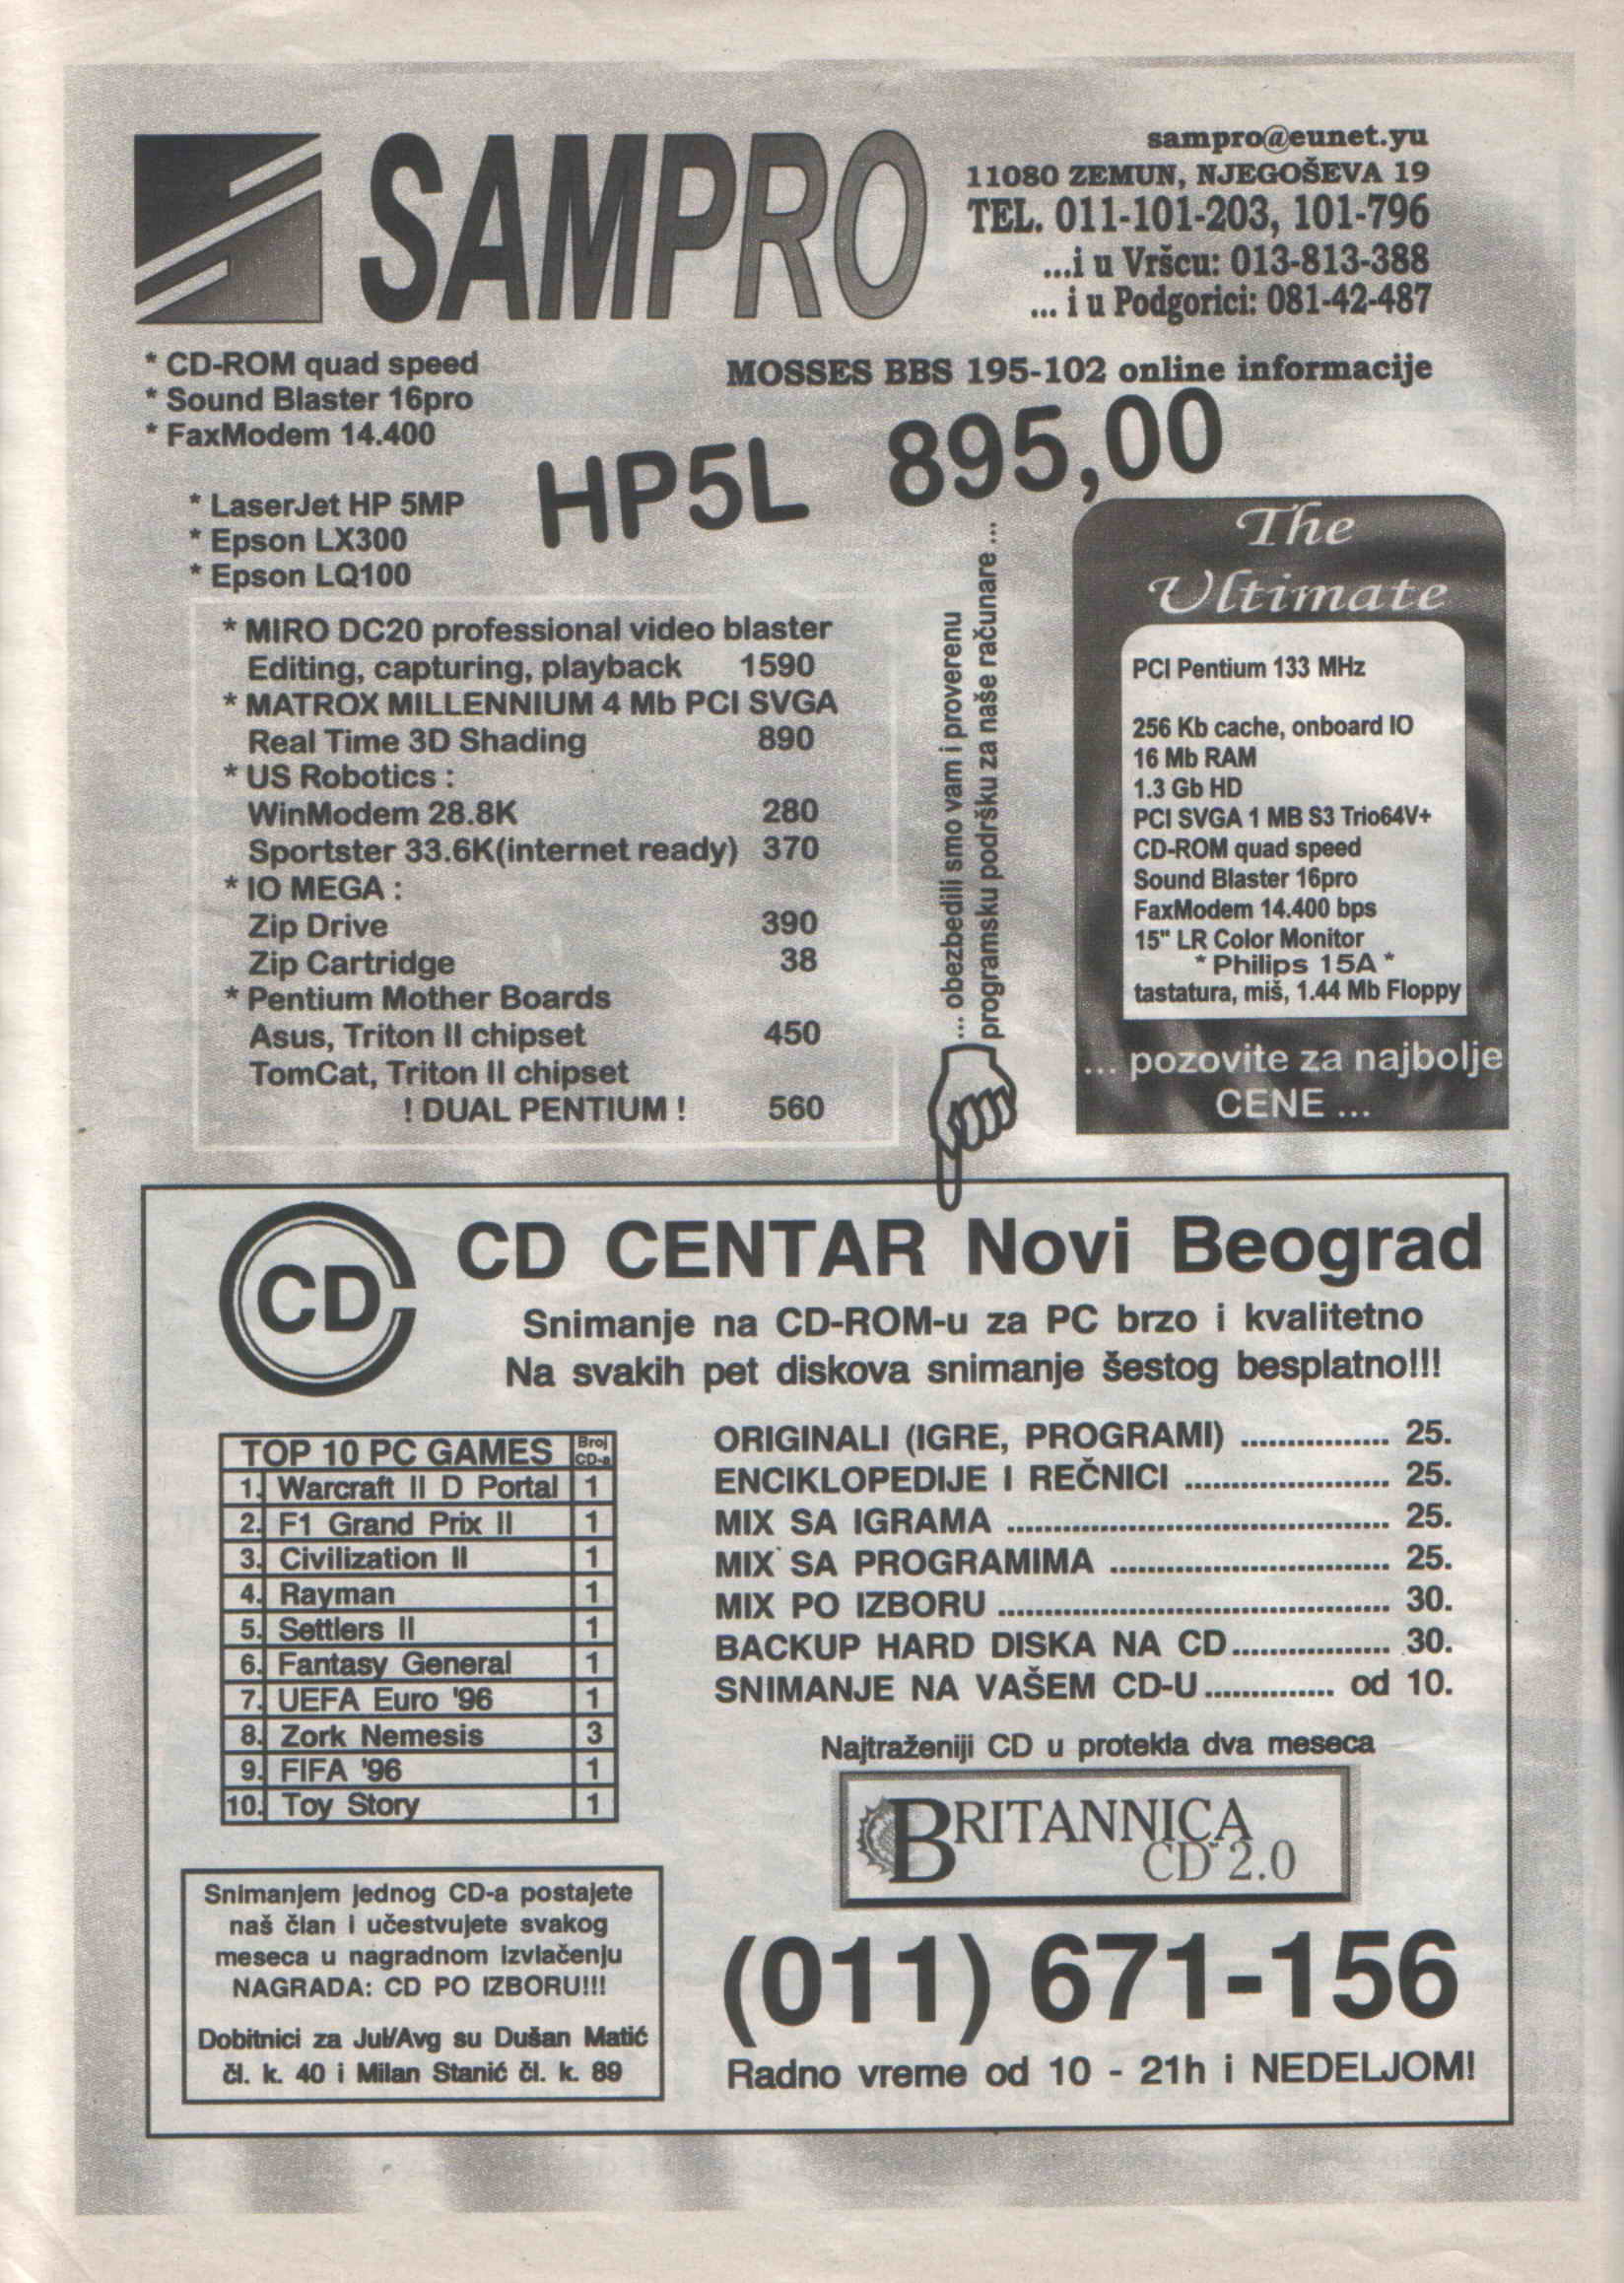 SAMPRO
sampro@eunet.yu
11080 ZEMUN, NJEGOŠEVA 19
TEL. 011-101-203, 101-796
...i u Vršcu: 013-813-388
... i u Podgorici: 081-42-487
* CD-ROM quad speed
* Sound Blaster 16pro
* FaxModem 14.400
MOSSES BBS 195-102 online informacije
HP5L 895,00
* LaserJet HP 5MP
* Epson LX300
* Epson LQ100
* MIRO DC20 professional video blaster
Editing, capturing, playback 1590
* MATROX MILLENNIUM 4 Mb PCI SVGA
Real Time 3D Shading 890
* US Robotics :
WinModem 28.8K 280
Sportster 33.6K(internet ready) 370
* IO MEGA :
Zip Drive 390
Zip Cartridge 38
* Pentium Mother Boards
Asus, Triton II chipset 450
TomCat, Triton II chipset
! DUAL PENTIUM ! 560
... obezbedili smo vam i proverenu
programsku podršku za naše računare ...
The
Ultimate
PCI Pentium 133 MHz
256 Kb cache, onboard IO
16 Mb RAM
1.3 Gb HD
PCI SVGA 1 MB S3 Trio64V+
CD-ROM quad speed
Sound Blaster 16pro
FaxModem 14.400 bps
15" LR Color Monitor
* Philips 15A *
tastatura, miš, 1.44 Mb Floppy
... pozovite za najbolje
CENE ...
CD
CD CENTAR Novi Beograd
Snimanje na CD-ROM-u za PC brzo i kvalitetno
Na svakih pet diskova snimanje šestog besplatno!!!
TOP 10 PC GAMES Broj CD-a
1. Warcraft II D Portal 1
2. F1 Grand Prix II 1
3. Civilization II 1
4. Rayman 1
5. Settlers II 1
6. Fantasy General 1
7. UEFA Euro '96 1
8. Zork Nemesis 3
9. FIFA '96 1
10. Toy Story 1
ORIGINALI (IGRE, PROGRAMI) ................ 25.
ENCIKLOPEDIJE I REČNICI ...................... 25.
MIX SA IGRAMA ......................................... 25.
MIX SA PROGRAMIMA .............................. 25.
MIX PO IZBORU .......................................... 30.
BACKUP HARD DISKA NA CD................. 30.
SNIMANJE NA VAŠEM CD-U.............. od 10.
Najtraženiji CD u protekla dva meseca
BRITANNICA
CD 2.0
Snimanjem jednog CD-a postajete
naš član i učestvujete svakog
meseca u nagradnom izvlačenju
NAGRADA: CD PO IZBORU!!!
Dobitnici za Jul/Avg su Dušan Matić
čl. k. 40 i Milan Stanić čl. k. 89
(011) 671-156
Radno vreme od 10 - 21h i NEDELJOM!